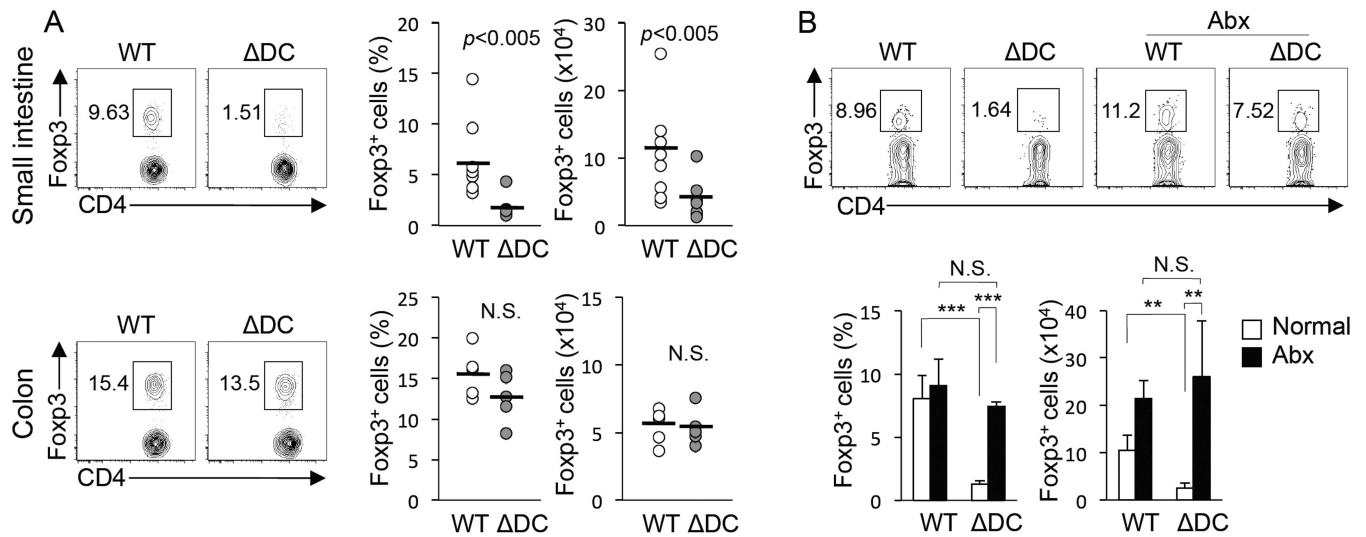 A
Small intestine
WT ΔDC
9.63 1.51
Foxp3
CD4
Foxp3⁺ cells (%)
20
15
10
5
0
p<0.005
WT ΔDC
Foxp3⁺ cells (x10⁴)
30
20
10
0
p<0.005
WT ΔDC
Colon
WT ΔDC
15.4 13.5
Foxp3
CD4
Foxp3⁺ cells (%)
25
20
15
10
5
0
N.S.
WT ΔDC
Foxp3⁺ cells (x10⁴)
15
10
5
0
N.S.
WT ΔDC
B
Abx
WT ΔDC WT ΔDC
8.96 1.64 11.2 7.52
Foxp3
CD4
Foxp3⁺ cells (%)
15
10
5
0
N.S.
*** ***
WT ΔDC
Foxp3⁺ cells (x10⁴)
40
30
20
10
0
N.S.
** **
WT ΔDC
Normal
Abx